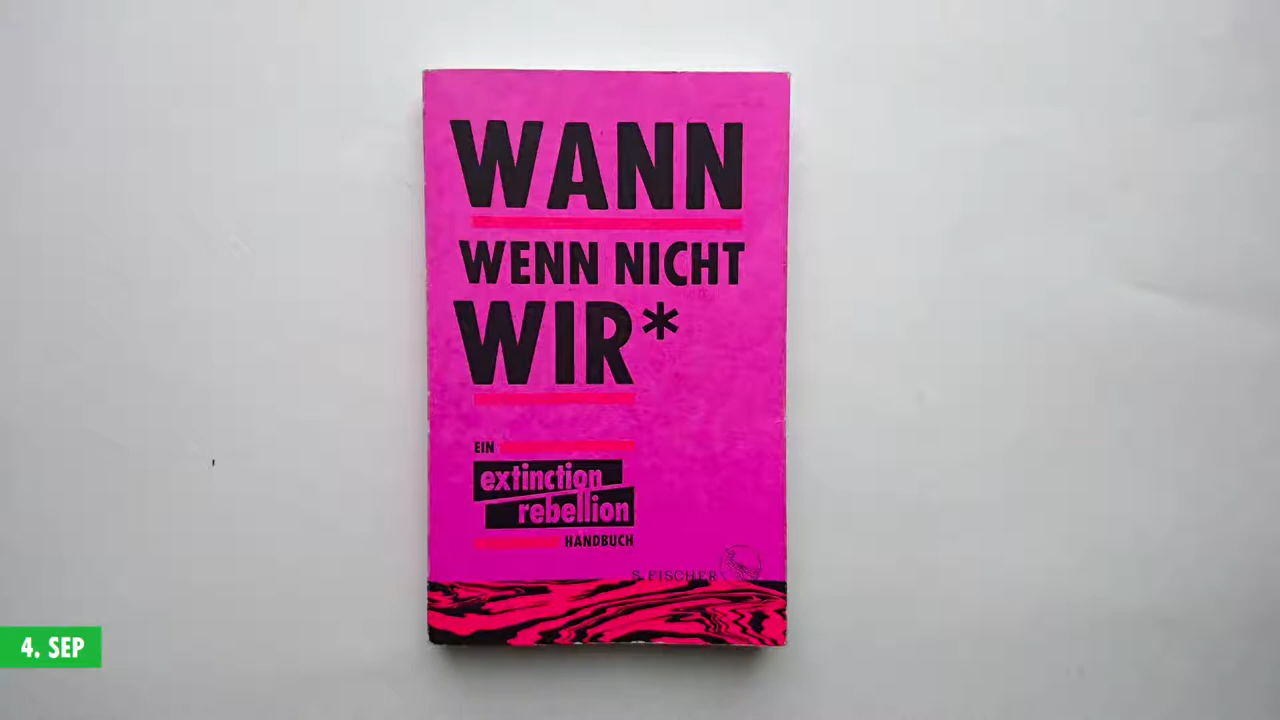 WANN
WENN NICHT
WIR*
EIN
extinction
rebellion
HANDBUCH
S. FISCHER
4. SEP